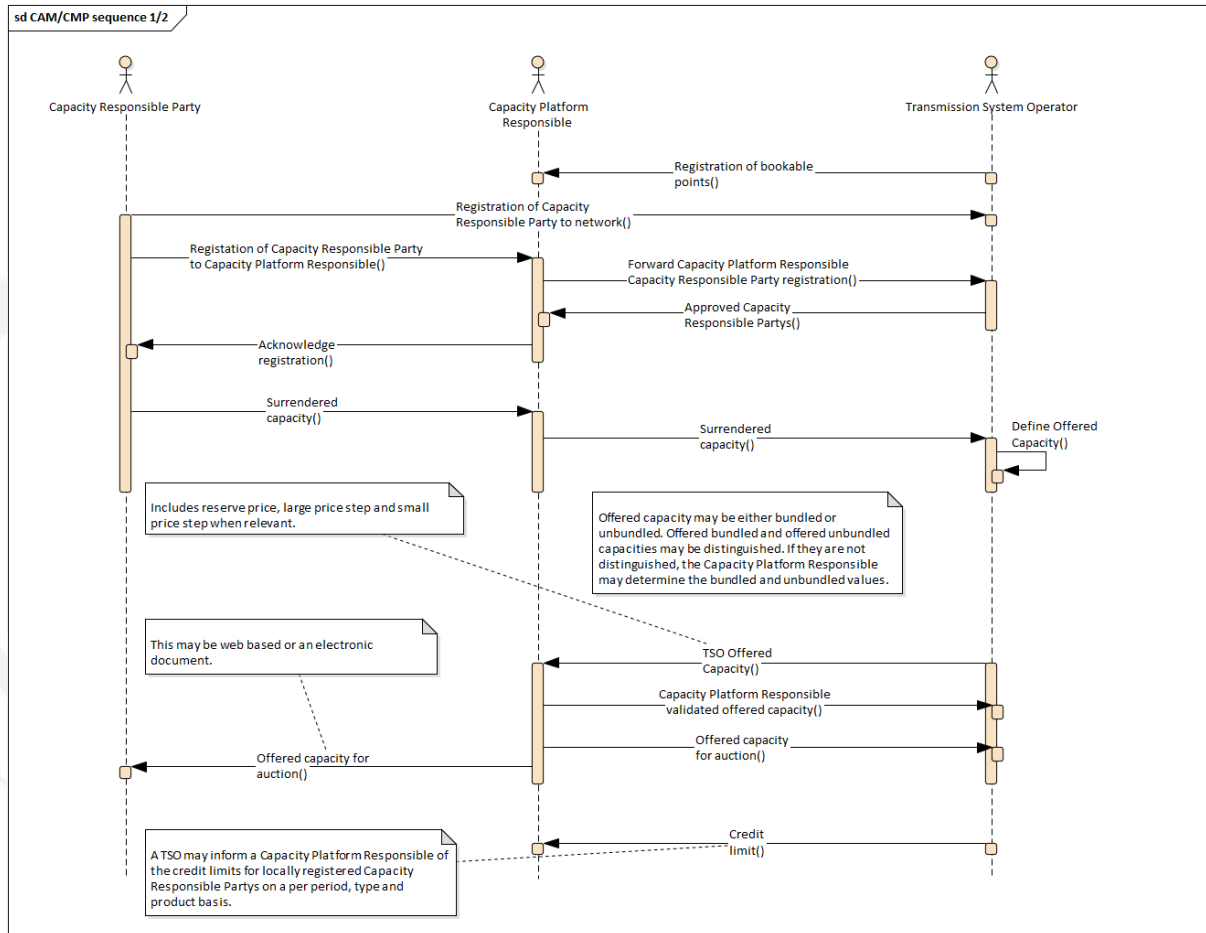 sd CAM/CMP sequence 1/2
Capacity Responsible Party
Capacity Platform
Responsible
Transmission System Operator
Registration of bookable
points()
Registration of Capacity
Responsible Party to network()
Registation of Capacity Responsible Party
to Capacity Platform Responsible()
Forward Capacity Platform Responsible
Capacity Responsible Party registration()
Approved Capacity
Responsible Partys()
Acknowledge
registration()
Surrendered
capacity()
Surrendered
capacity()
Define Offered
Capacity()
Includes reserve price, large price step and small
price step when relevant.
Offered capacity may be either bundled or
unbundled. Offered bundled and offered unbundled
capacities may be distinguished. If they are not
distinguished, the Capacity Platform Responsible
may determine the bundled and unbundled values.
This may be web based or an electronic
document.
TSO Offered
Capacity()
Capacity Platform Responsible
validated offered capacity()
Offered capacity
for auction()
Offered capacity for
auction()
Credit
limit()
A TSO may inform a Capacity Platform Responsible of
the credit limits for locally registered Capacity
Responsible Partys on a per period, type and
product basis.